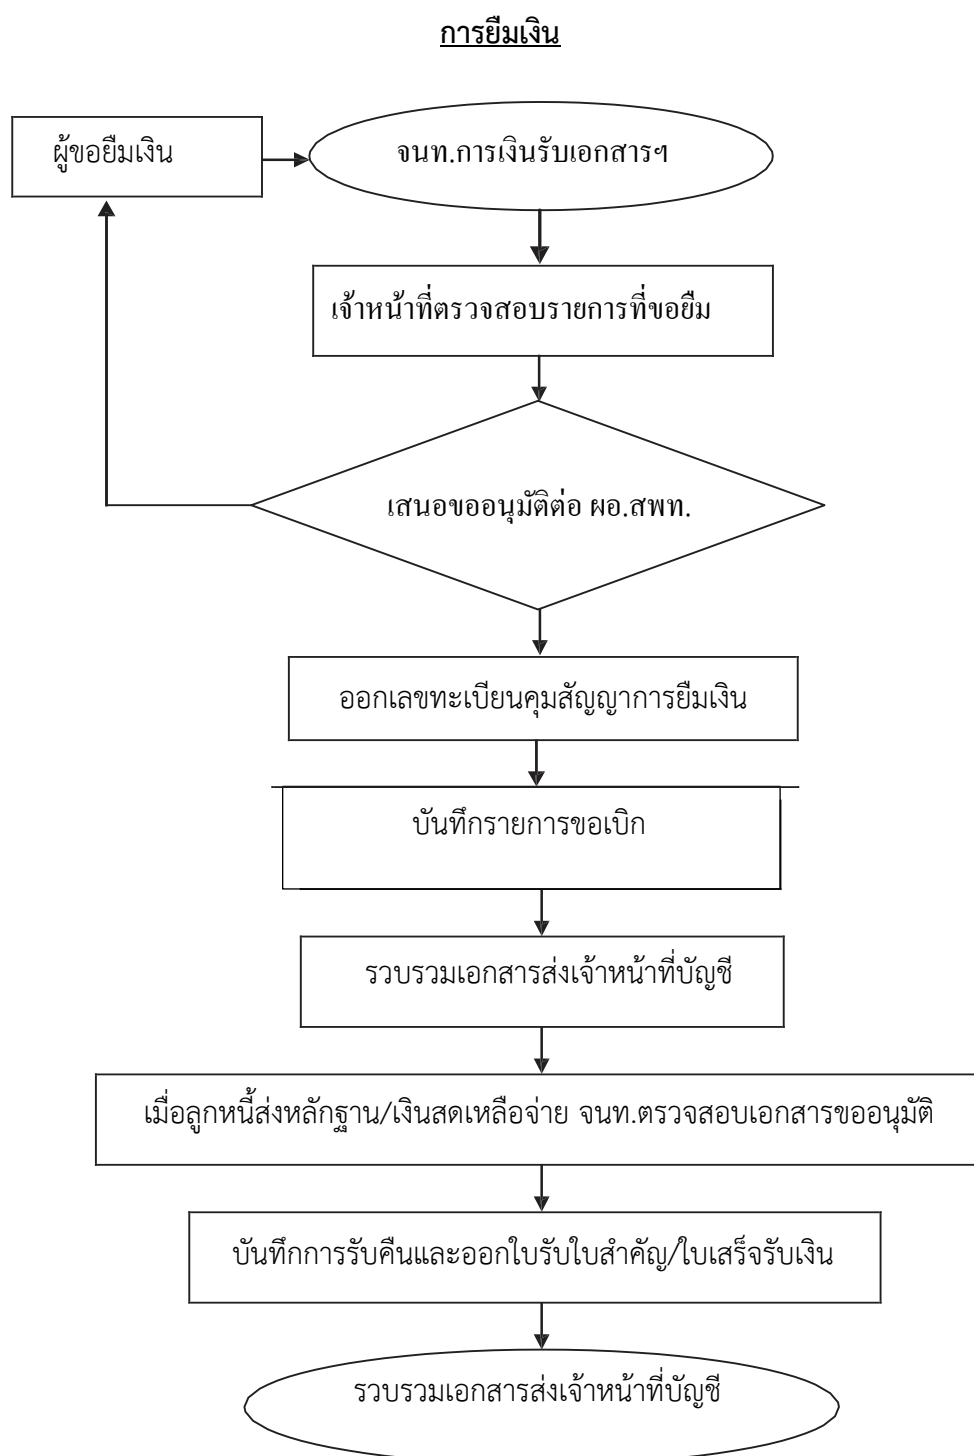 การยืมเงิน
ผู้ขอยืมเงิน
จนท.การเงินรับเอกสารฯ
เจ้าหน้าที่ตรวจสอบรายการที่ขอยืม
เสนอขออนุมัติต่อ ผอ.สพท.
ออกเลขทะเบียนคุมสัญญาการยืมเงิน
บันทึกรายการขอเบิก
รวบรวมเอกสารส่งเจ้าหน้าที่บัญชี
เมื่อลูกหนี้ส่งหลักฐาน/เงินสดเหลือจ่าย จนท.ตรวจสอบเอกสารขออนุมัติ
บันทึกการรับคืนและออกใบรับใบสำคัญ/ใบเสร็จรับเงิน
รวบรวมเอกสารส่งเจ้าหน้าที่บัญชี